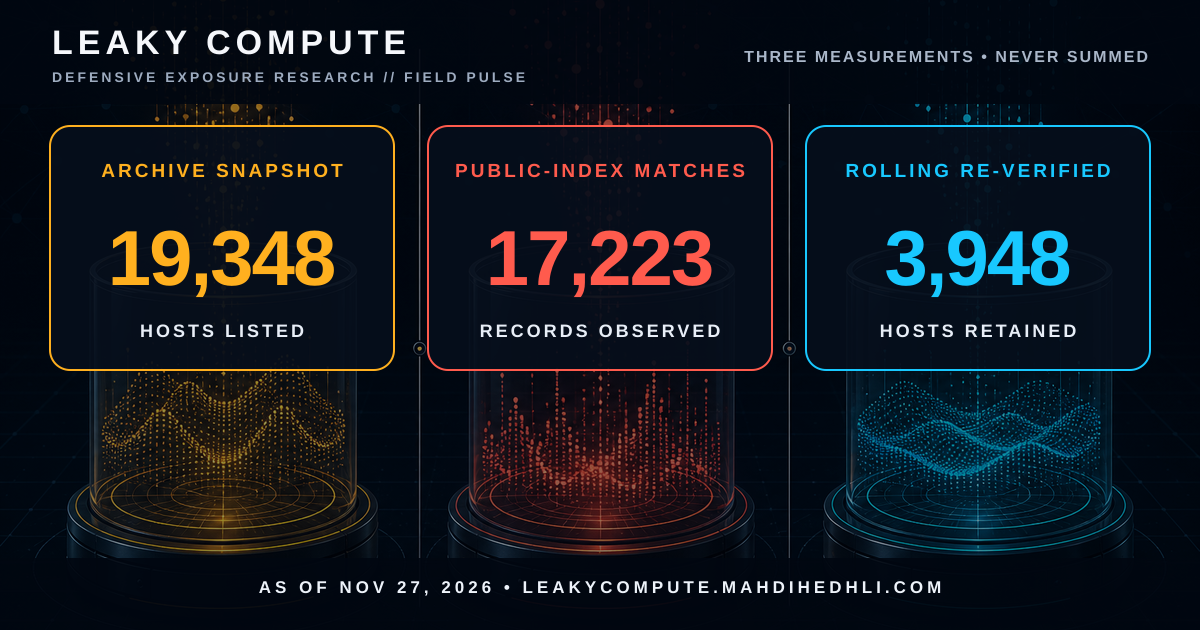 LEAKY COMPUTE
DEFENSIVE EXPOSURE RESEARCH // FIELD PULSE
THREE MEASUREMENTS • NEVER SUMMED
ARCHIVE SNAPSHOT
19,348
HOSTS LISTED
PUBLIC-INDEX MATCHES
17,223
RECORDS OBSERVED
ROLLING RE-VERIFIED
3,948
HOSTS RETAINED
AS OF NOV 27, 2026 • LEAKYCOMPUTE.MAHDIHEDHLI.COM